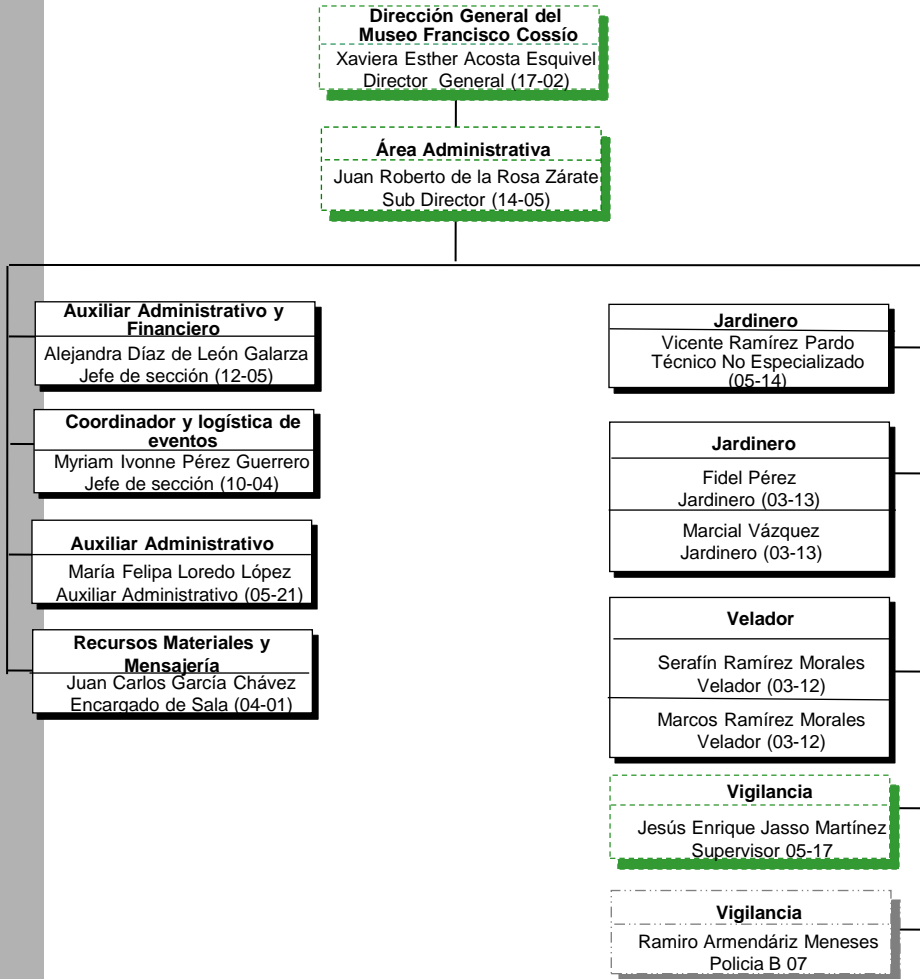 Dirección General del
Museo Francisco Cossío
Xaviera Esther Acosta Esquivel
Director General (17-02)
Área Administrativa
Juan Roberto de la Rosa Zárate
Sub Director (14-05)
Auxiliar Administrativo y
Financiero
Alejandra Díaz de León Galarza
Jefe de sección (12-05)
Coordinador y logística de
eventos
Myriam Ivonne Pérez Guerrero
Jefe de sección (10-04)
Auxiliar Administrativo
María Felipa Loredo López
Auxiliar Administrativo (05-21)
Recursos Materiales y
Mensajería
Juan Carlos García Chávez
Encargado de Sala (04-01)
Jardinero
Vicente Ramírez Pardo
Técnico No Especializado
(05-14)
Jardinero
Fidel Pérez
Jardinero (03-13)
Marcial Vázquez
Jardinero (03-13)
Velador
Serafín Ramírez Morales
Velador (03-12)
Marcos Ramírez Morales
Velador (03-12)
Vigilancia
Jesús Enrique Jasso Martínez
Supervisor 05-17
Vigilancia
Ramiro Armendáriz Meneses
Policia B 07